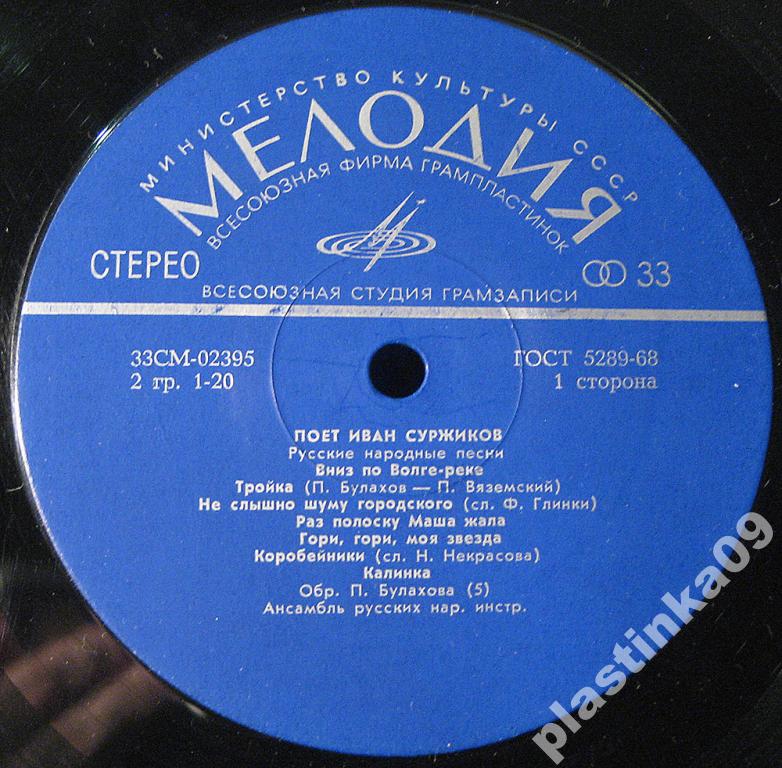 МИНИСТЕРСТВО КУЛЬТУРЫ СССР
МЕЛОДИЯ
ВСЕСОЮЗНАЯ ФИРМА ГРАМПЛАСТИНОК
СТЕРЕО
33
ВСЕСОЮЗНАЯ СТУДИЯ ГРАМЗАПИСИ
33СМ-02395
ГОСТ 5289-68
2 гр. 1-20
1 сторона
ПОЕТ ИВАН СУРЖИКОВ
Русские народные песни
Вниз по Волге-реке
Тройка (П. Булахов — П. Вяземский)
Не слышно шуму городского (сл. Ф. Глинки)
Раз полоску Маша жала
Гори, гори, моя звезда
Коробейники (сл. Н. Некрасова)
Калинка
Обр. П. Булахова (5)
Ансамбль русских нар. инстр.
plastinka09